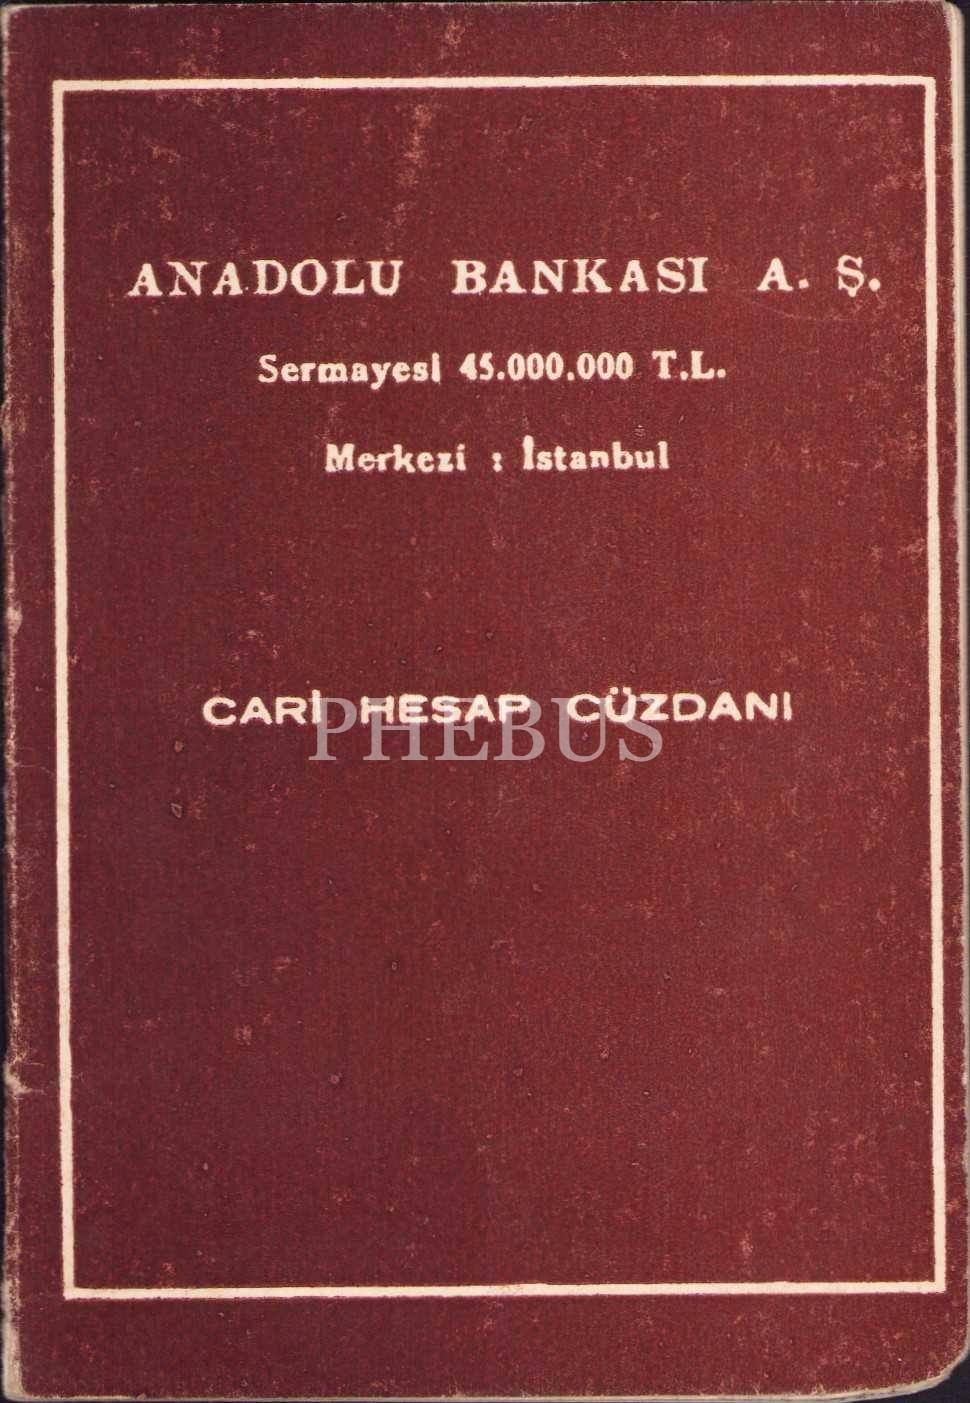 ANADOLU BANKASI A. Ş.
Sermayesi 45.000.000 T.L.
Merkezi : İstanbul
CARİ HESAP CÜZDANI
PHEBUS